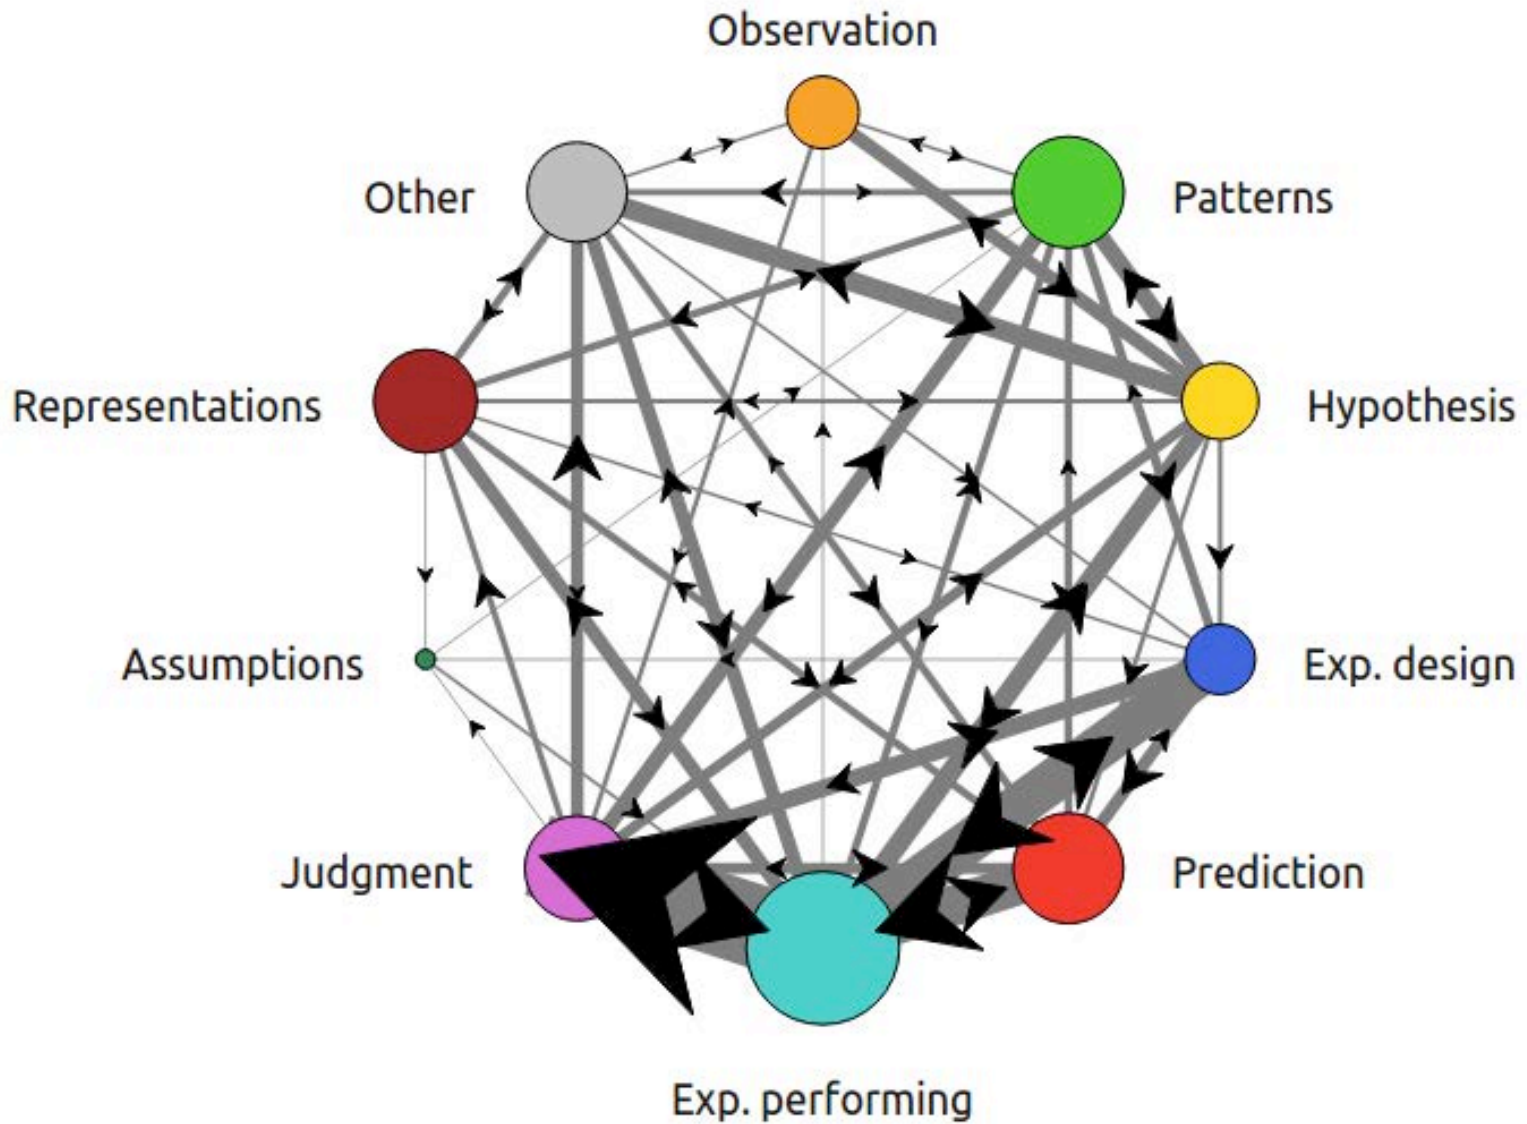 Observation
Other
Patterns
Representations
Hypothesis
Assumptions
Exp. design
Judgment
Prediction
Exp. performing